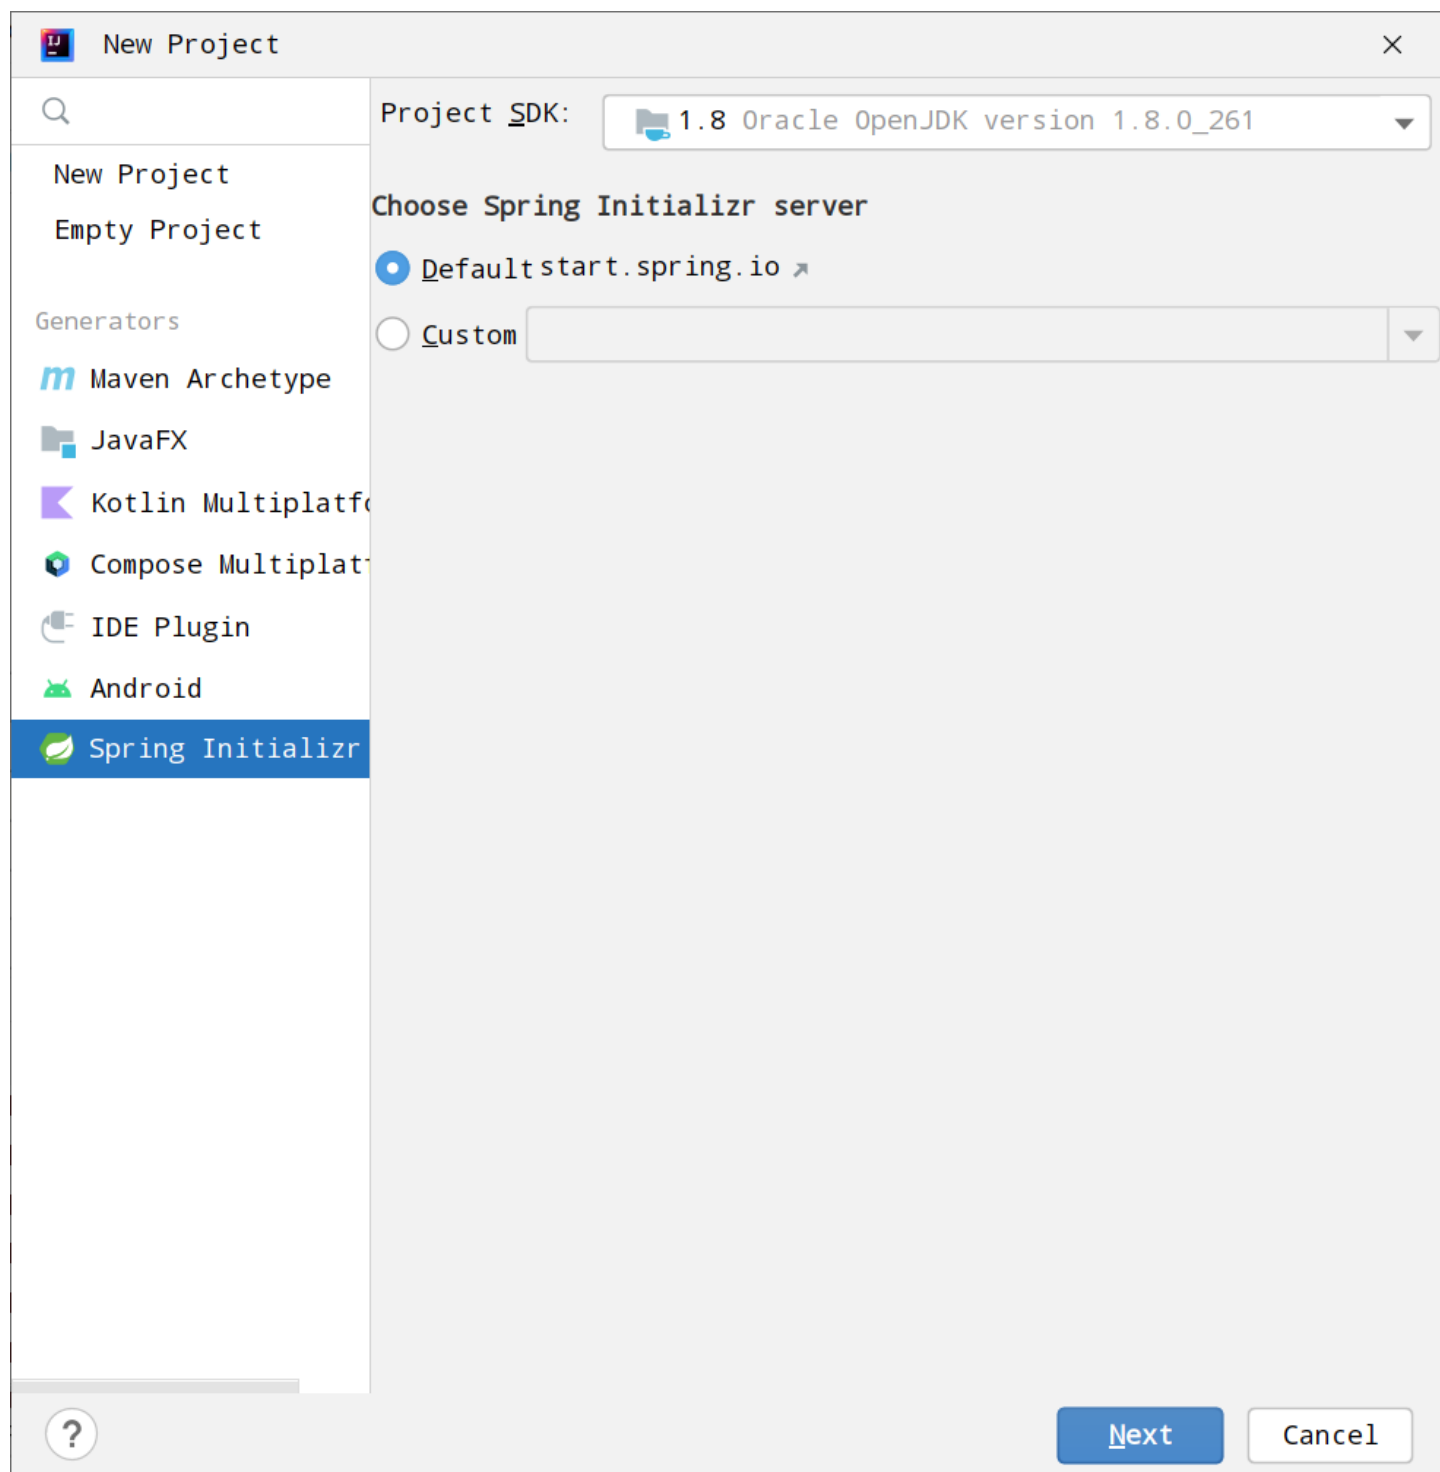 New Project
Project SDK: 1.8 Oracle OpenJDK version 1.8.0_261
New Project
Empty Project
Choose Spring Initializr server
Default start.spring.io
Custom
Generators
Maven Archetype
JavaFX
Kotlin Multiplatfo
Compose Multiplat
IDE Plugin
Android
Spring Initializr
?
Next
Cancel